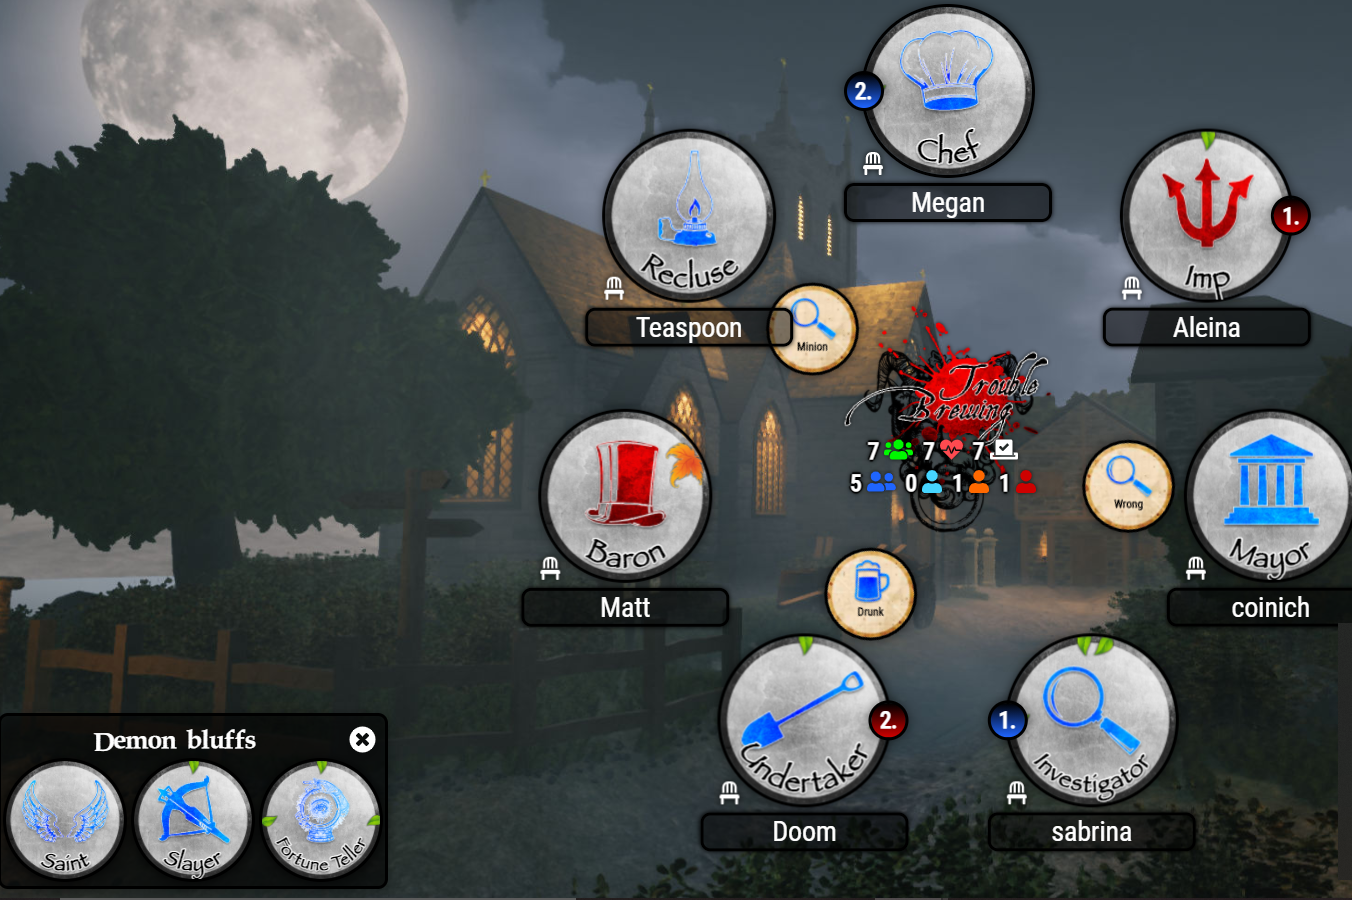 2.
Chef
Megan
Recluse
Teaspoon
Minion
1.
Imp
Aleina
Trouble
Brewing
7 7 7
5 0 1 1
Baron
Matt
Wrong
Mayor
coinich
Drunk
2.
Undertaker
Doom
1.
Investigator
sabrina
Demon bluffs
Saint
Slayer
Fortune Teller